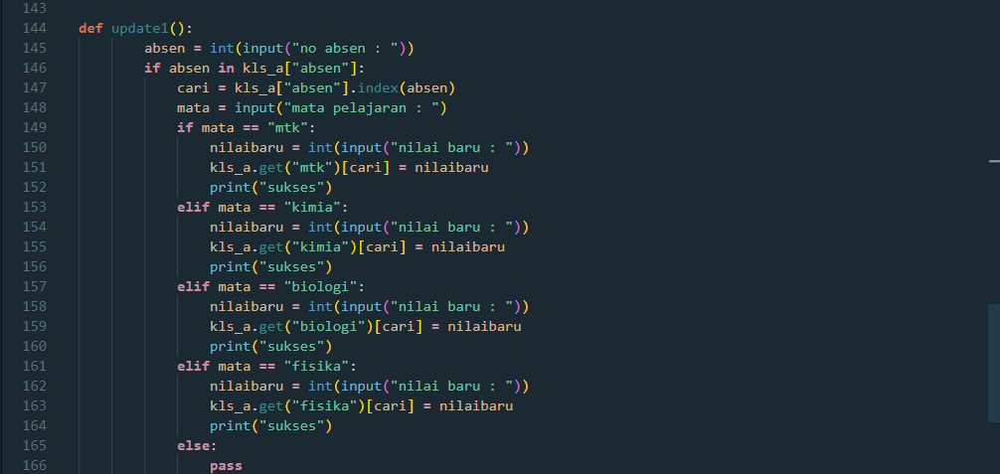 143
144 def update1():
145 absen = int(input("no absen : "))
146 if absen in kls_a["absen"]:
147 cari = kls_a["absen"].index(absen)
148 mata = input("mata pelajaran : ")
149 if mata == "mtk":
150 nilaibaru = int(input("nilai baru : "))
151 kls_a.get("mtk")[cari] = nilaibaru
152 print("sukses")
153 elif mata == "kimia":
154 nilaibaru = int(input("nilai baru : "))
155 kls_a.get("kimia")[cari] = nilaibaru
156 print("sukses")
157 elif mata == "biologi":
158 nilaibaru = int(input("nilai baru : "))
159 kls_a.get("biologi")[cari] = nilaibaru
160 print("sukses")
161 elif mata == "fisika":
162 nilaibaru = int(input("nilai baru : "))
163 kls_a.get("fisika")[cari] = nilaibaru
164 print("sukses")
165 else:
166 pass